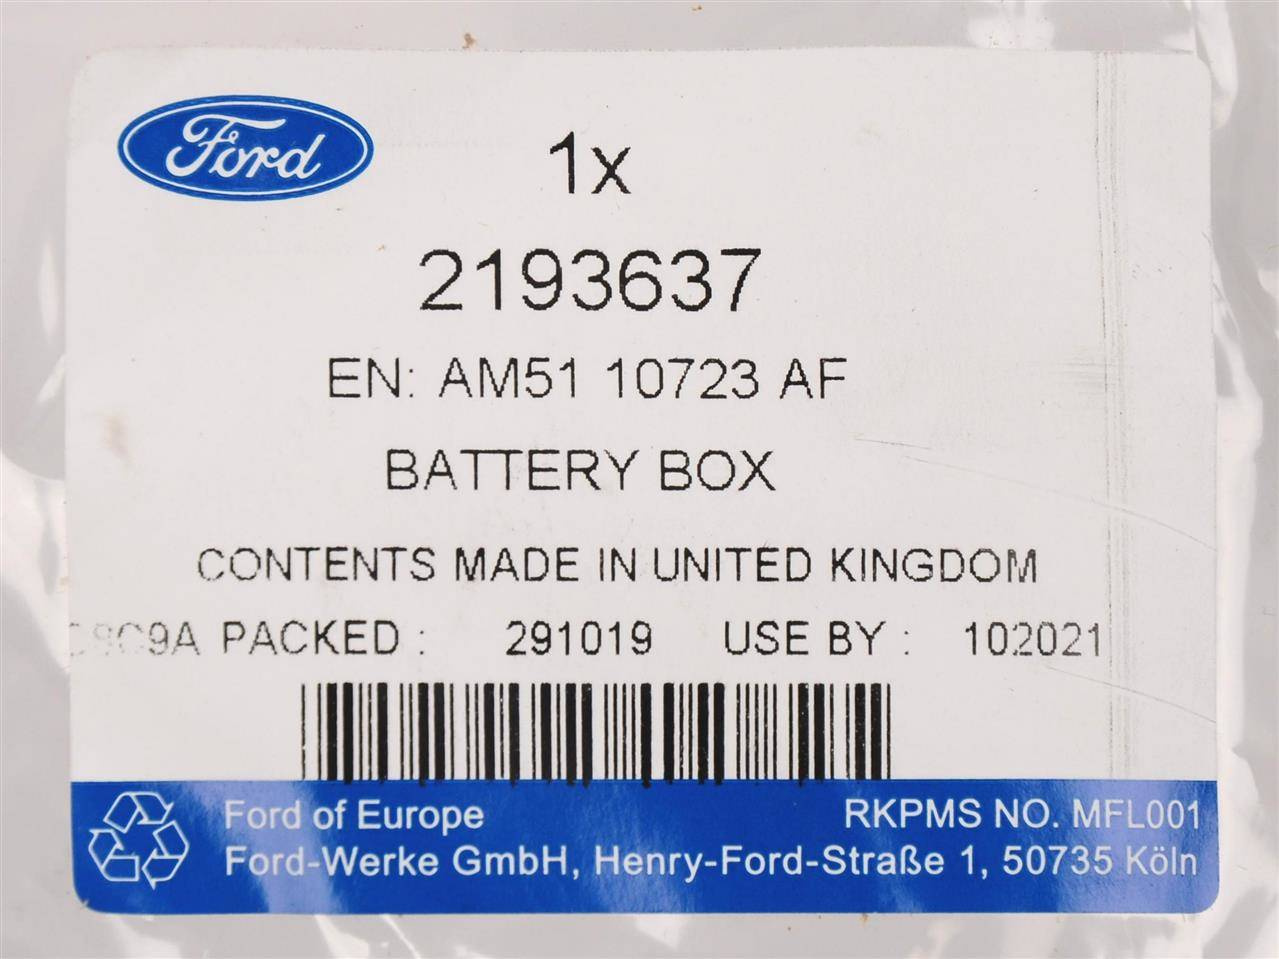 Ford
1x
2193637
EN: AM51 10723 AF
BATTERY BOX
CONTENTS MADE IN UNITED KINGDOM
PACKED : 291019 USE BY : 102021
Ford of Europe RKPMS NO. MFL001
Ford-Werke GmbH, Henry-Ford-Straße 1, 50735 Köln